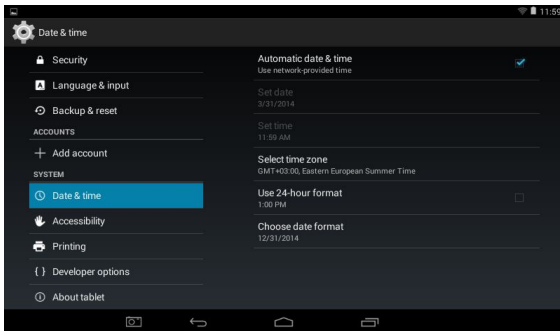 11:59
Date & time
Security
Language & input
Backup & reset
ACCOUNTS
Add account
SYSTEM
Date & time
Accessibility
Printing
{ } Developer options
About tablet
Automatic date & time
Use network-provided time
Set date
3/31/2014
Set time
11:59 AM
Select time zone
GMT+03:00, Eastern European Summer Time
Use 24-hour format
1:00 PM
Choose date format
12/31/2014